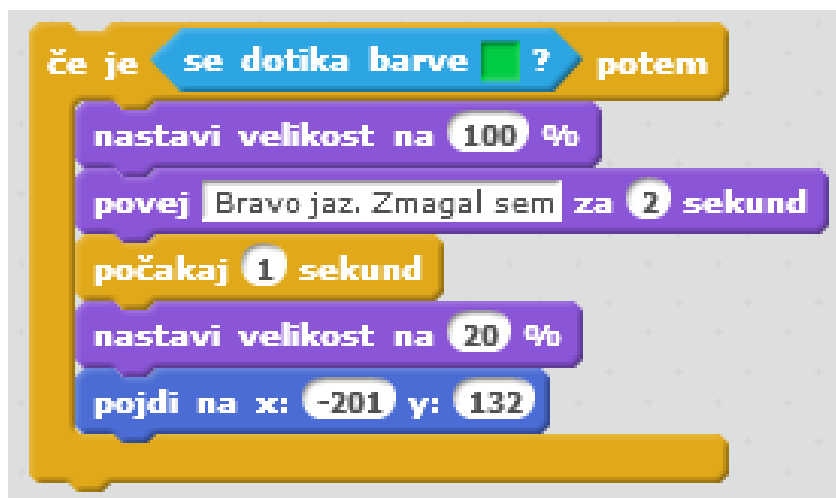 če je se dotika barve ? potem
nastavi velikost na 100 %
povej Bravo jaz. Zmagal sem za 2 sekund
počakaj 1 sekund
nastavi velikost na 20 %
pojdi na x: -201 y: 132